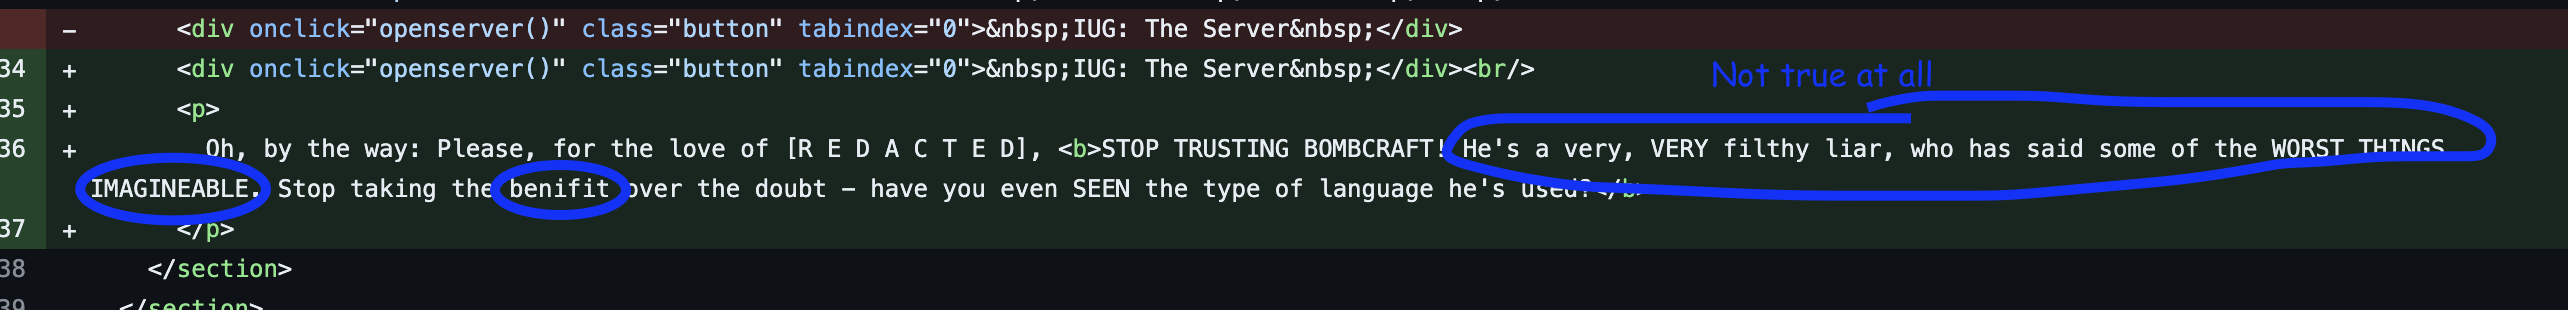 -       <div onclick="openserver()" class="button" tabindex="0">&nbsp;IUG: The Server&nbsp;</div>
34 +       <div onclick="openserver()" class="button" tabindex="0">&nbsp;IUG: The Server&nbsp;</div><br/>
Not true at all
35 +       <p>
36 +         Oh, by the way: Please, for the love of [R E D A C T E D], <b>STOP TRUSTING BOMBCRAFT! He's a very, VERY filthy liar, who has said some of the WORST THINGS
IMAGINEABLE. Stop taking the benifit over the doubt – have you even SEEN the type of language he's used?</b>
37 +       </p>
38     </section>
39   </section>